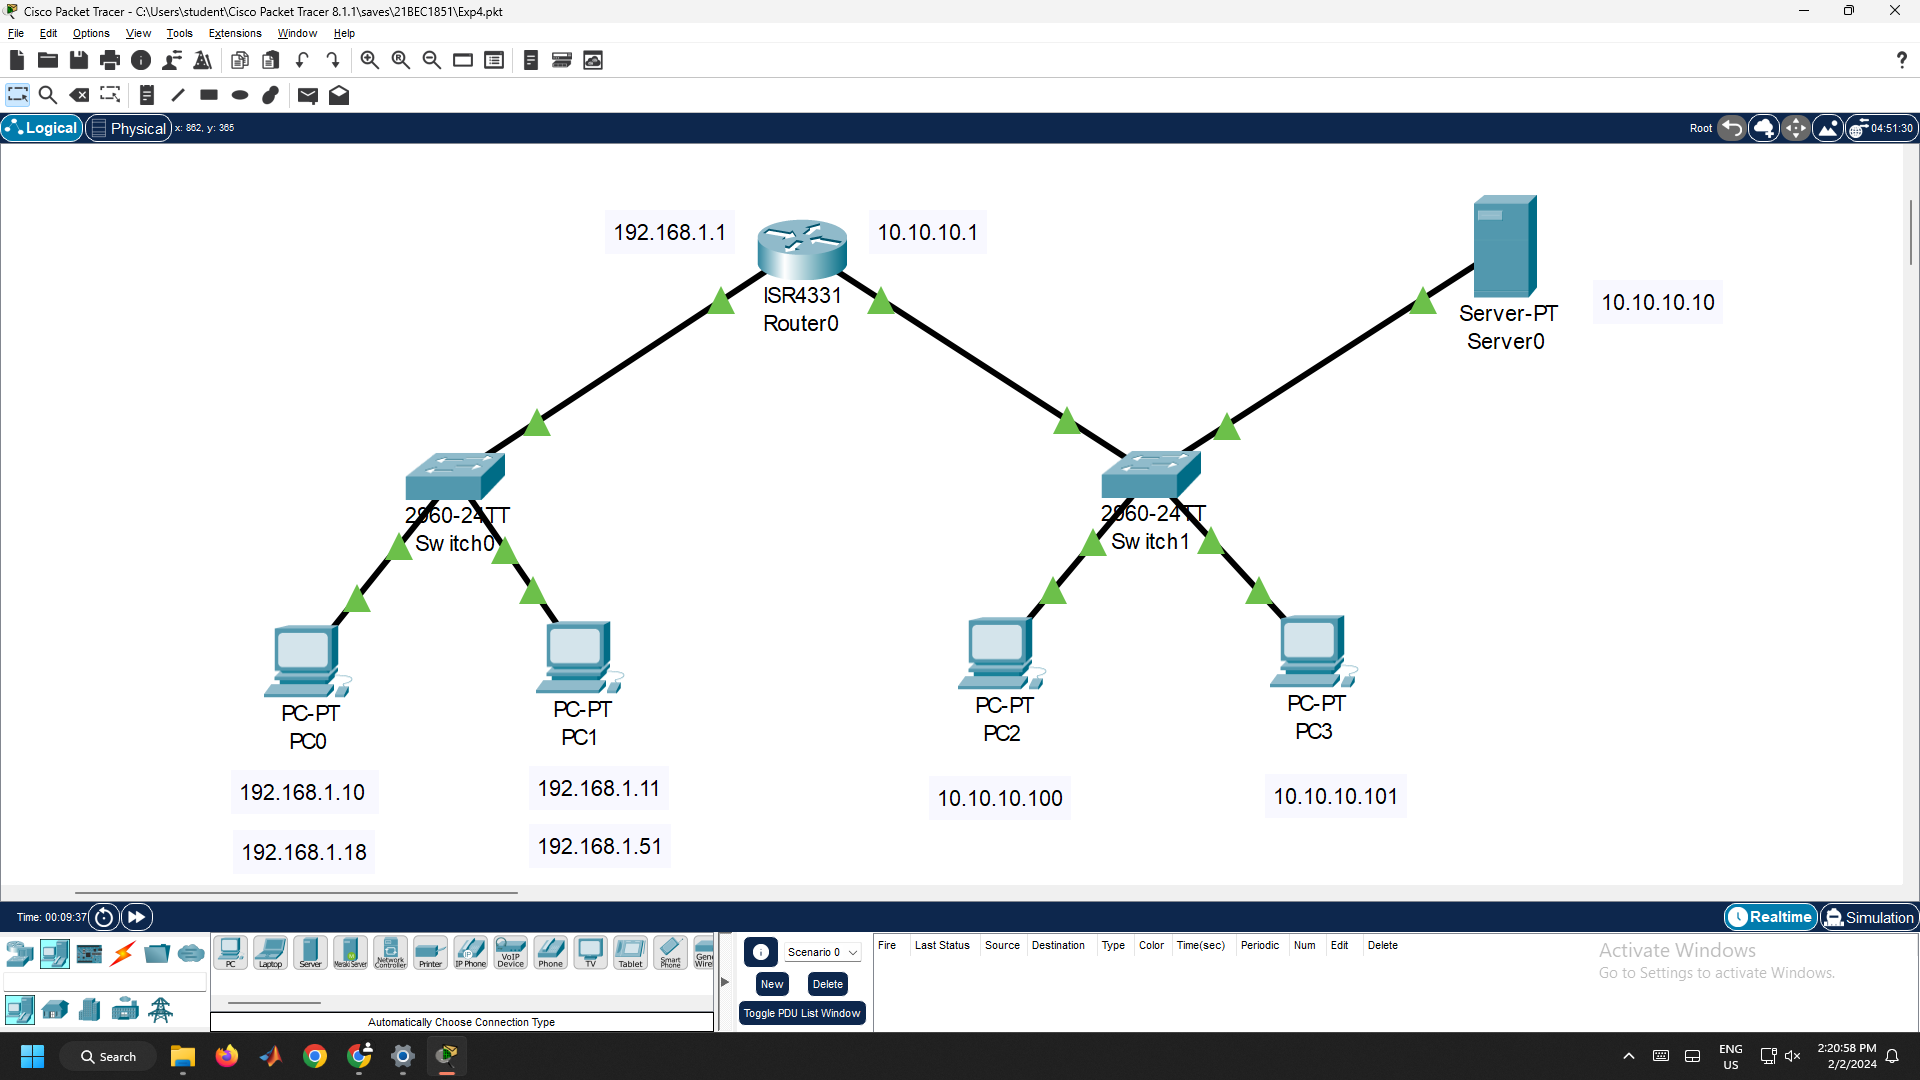 Cisco Packet Tracer - C:\Users\student\Cisco Packet Tracer 8.1.1\saves\21BEC1851\Exp4.pkt
File Edit Options View Tools Extensions Window Help
Logical Physical x: 862, y: 365 Root 04:51:30
192.168.1.1
10.10.10.1
ISR4331
Router0
Server-PT
Server0
10.10.10.10
2960-24TT
Switch0
2960-24TT
Switch1
PC-PT
PC0
PC-PT
PC1
PC-PT
PC2
PC-PT
PC3
192.168.1.10
192.168.1.11
10.10.10.100
10.10.10.101
192.168.1.18
192.168.1.51
Time: 00:09:37 Realtime Simulation
PC Laptop Server Meraki Server Network Controller Printer IP Phone VoIP Device Phone TV Tablet Smart Phone
Automatically Choose Connection Type
Scenario 0
New Delete
Toggle PDU List Window
Fire Last Status Source Destination Type Color Time(sec) Periodic Num Edit Delete
Activate Windows
Go to Settings to activate Windows.
Search
ENG
US
2:20:58 PM
2/2/2024